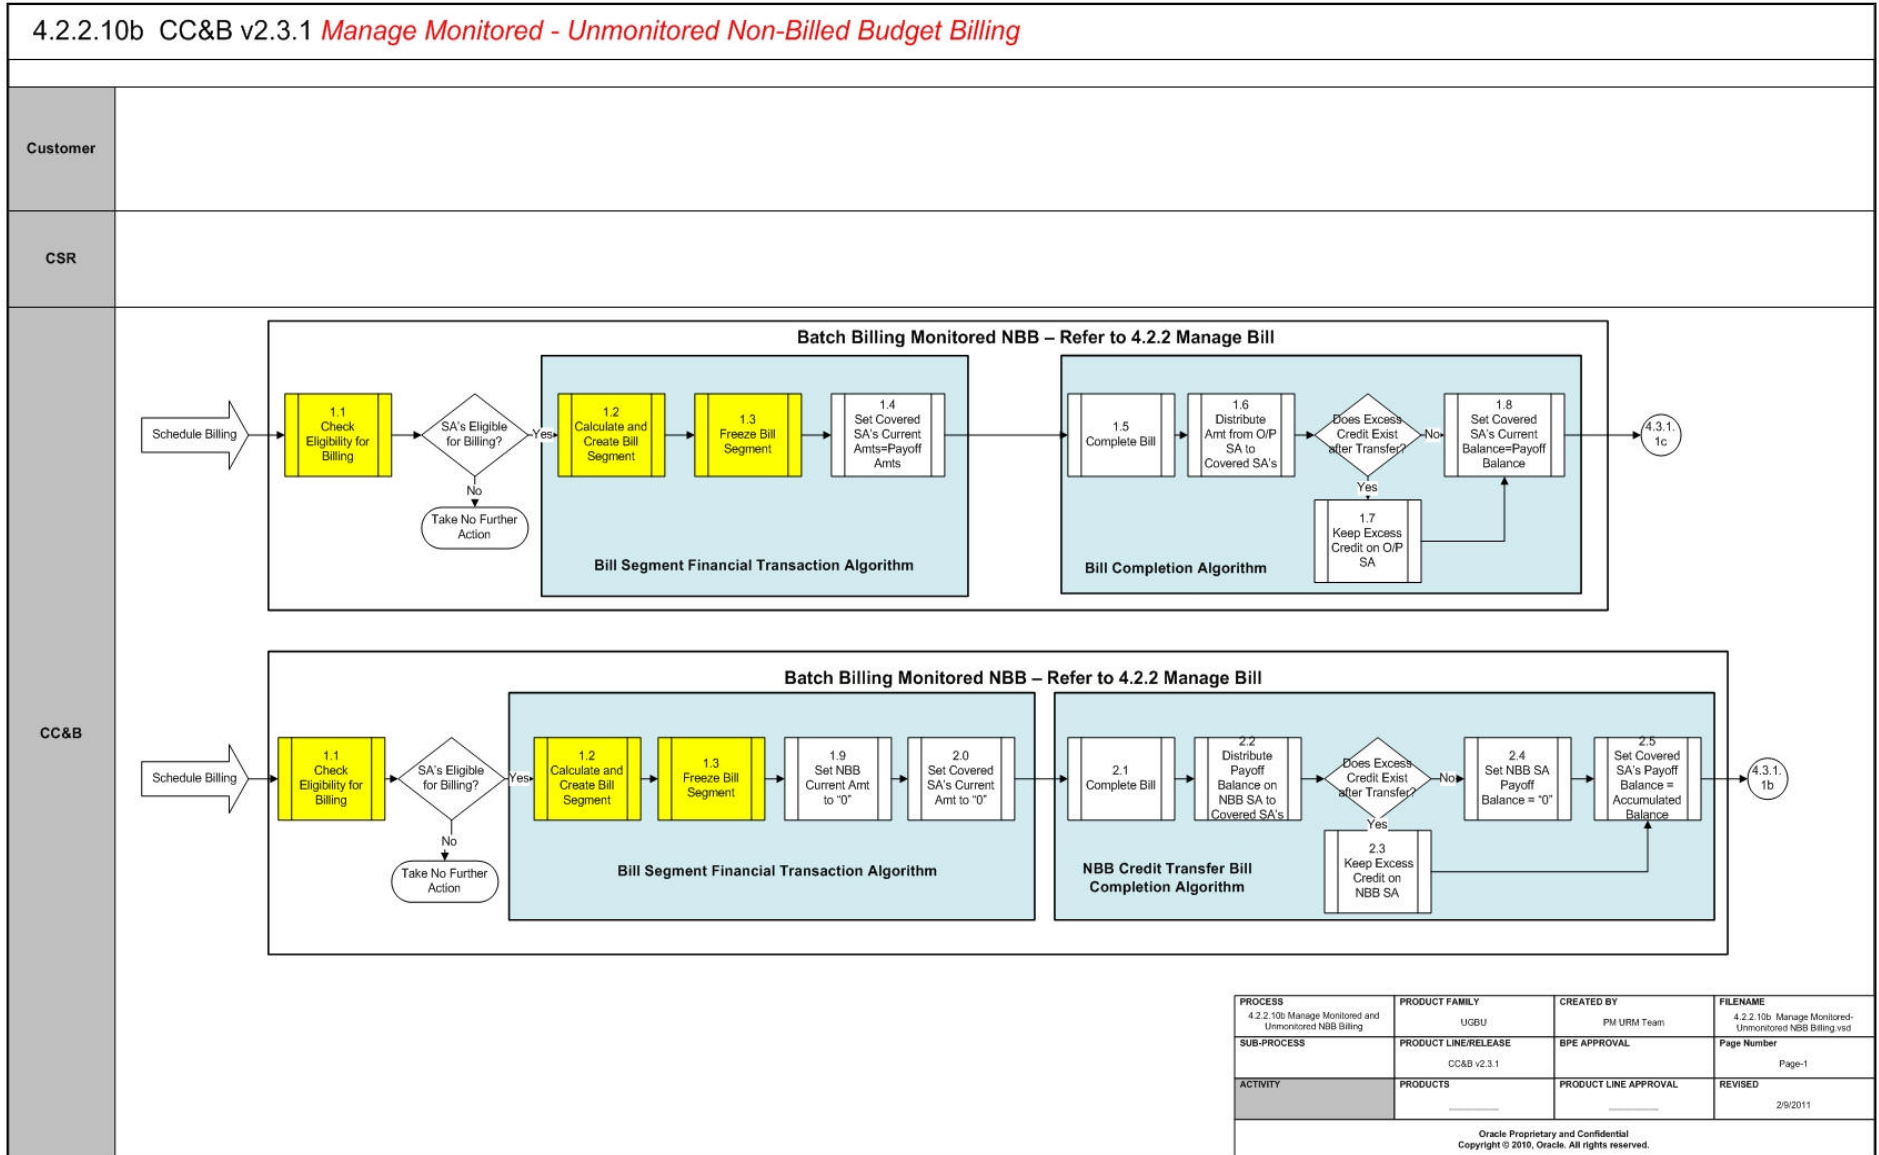 4.2.2.10b CC&B v2.3.1 Manage Monitored - Unmonitored Non-Billed Budget Billing
Customer
CSR
CC&B
Batch Billing Monitored NBB – Refer to 4.2.2 Manage Bill
Schedule Billing
1.1
Check
Eligibility for
Billing
SA's Eligible
for Billing?
Yes
No
Take No Further
Action
1.2
Calculate and
Create Bill
Segment
1.3
Freeze Bill
Segment
1.4
Set Covered
SA's Current
Amts=Payoff
Amts
Bill Segment Financial Transaction Algorithm
1.5
Complete Bill
1.6
Distribute
Amt from O/P
SA to
Covered SA's
Does Excess
Credit Exist
after Transfer?
No
Yes
1.7
Keep Excess
Credit on O/P
SA
1.8
Set Covered
SA's Current
Balance=Payoff
Balance
Bill Completion Algorithm
4.3.1.
1c
Batch Billing Monitored NBB – Refer to 4.2.2 Manage Bill
Schedule Billing
1.1
Check
Eligibility for
Billing
SA's Eligible
for Billing?
Yes
No
Take No Further
Action
1.2
Calculate and
Create Bill
Segment
1.3
Freeze Bill
Segment
1.9
Set NBB
Current Amt
to "0"
2.0
Set Covered
SA's Current
Amt to "0"
Bill Segment Financial Transaction Algorithm
2.1
Complete Bill
2.2
Distribute
Payoff
Balance on
NBB SA to
Covered SA's
Does Excess
Credit Exist
after Transfer?
No
Yes
2.3
Keep Excess
Credit on
NBB SA
2.4
Set NBB SA
Payoff
Balance = "0"
2.5
Set Covered
SA's Payoff
Balance =
Accumulated
Balance
NBB Credit Transfer Bill
Completion Algorithm
4.3.1.
1b
PROCESS
4.2.2.10b Manage Monitored and
Unmonitored NBB Billing
PRODUCT FAMILY
UGBU
CREATED BY
PM URM Team
FILENAME
4.2.2.10b Manage Monitored-
Unmonitored NBB Billing.vsd
SUB-PROCESS
PRODUCT LINE/RELEASE
CC&B v2.3.1
BPE APPROVAL
Page Number
Page-1
ACTIVITY
PRODUCTS
PRODUCT LINE APPROVAL
REVISED
2/9/2011
Oracle Proprietary and Confidential
Copyright © 2010, Oracle. All rights reserved.